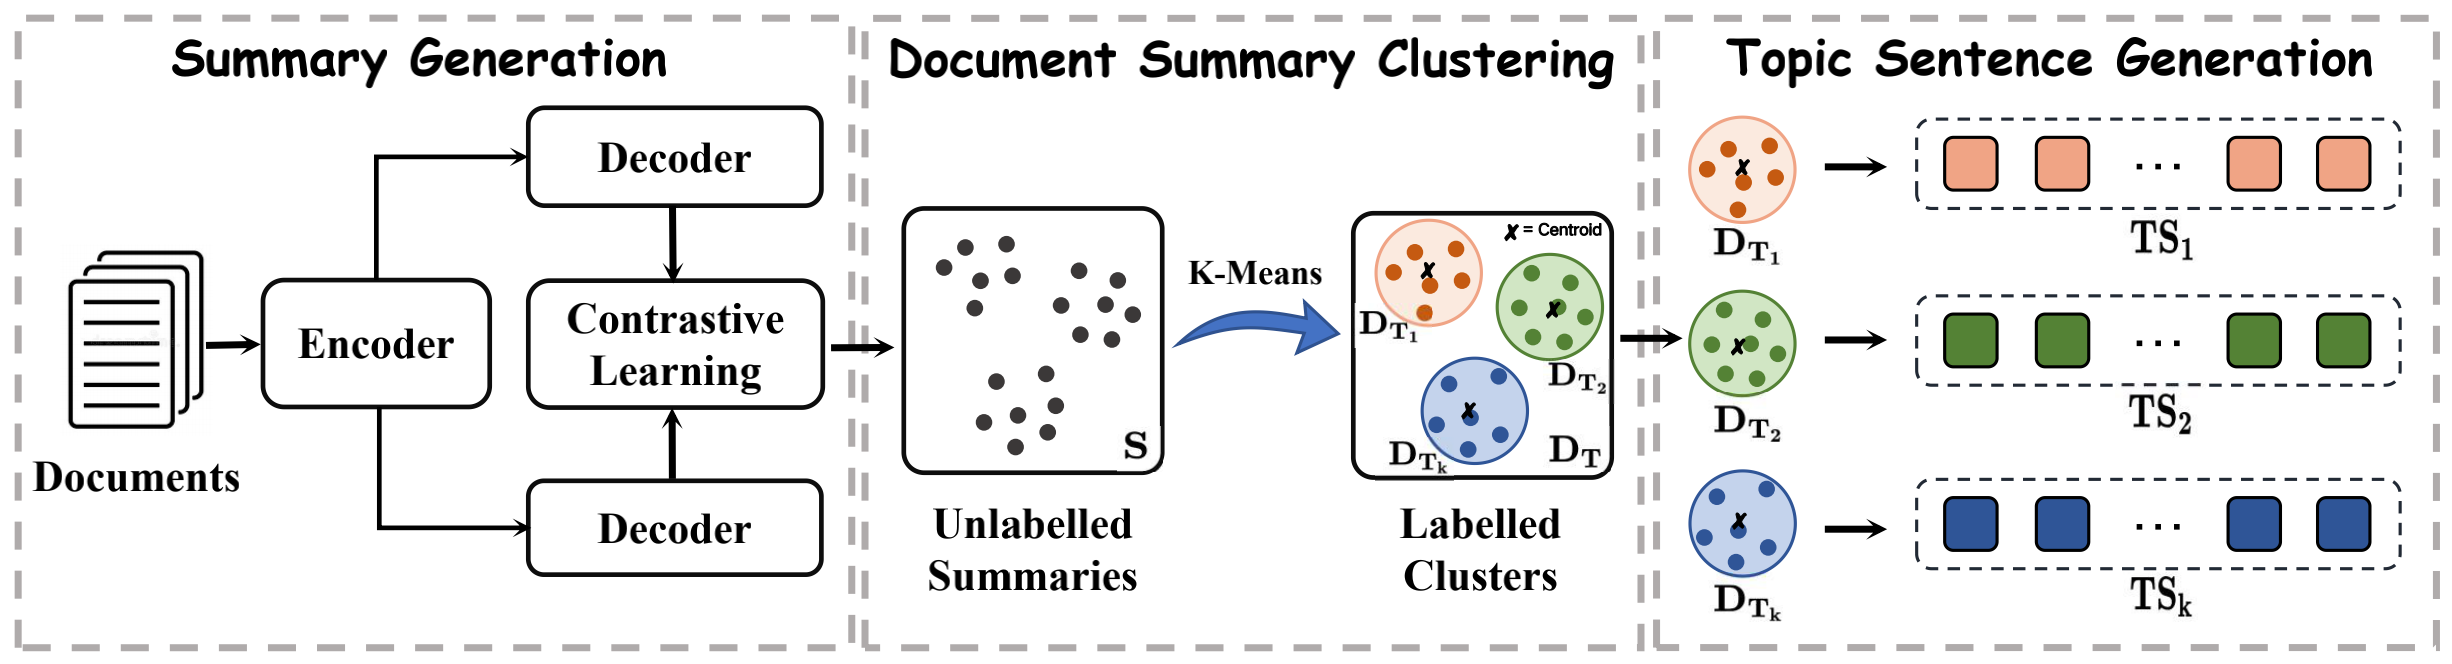 Summary Generation
Documents
Encoder
Decoder
Contrastive
Learning
Decoder
Document Summary Clustering
S
Unlabelled
Summaries
K-Means
✗ = Centroid
D_{T_1}
D_{T_2}
D_{T_k}
D_T
Labelled
Clusters
Topic Sentence Generation
D_{T_1}
...
TS_1
D_{T_2}
...
TS_2
D_{T_k}
...
TS_k